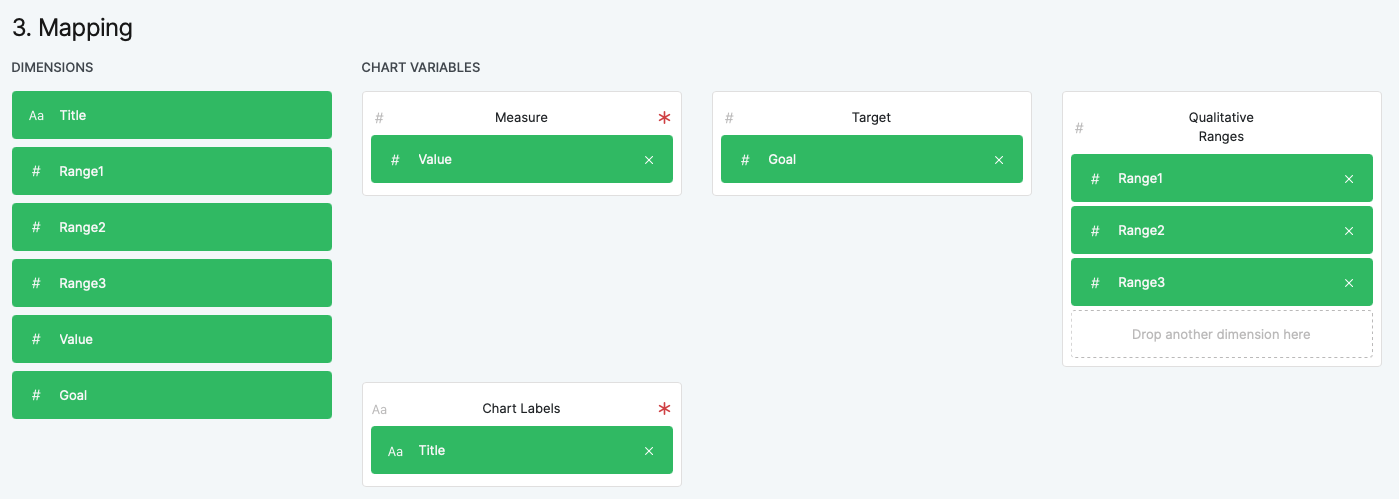 3. Mapping
DIMENSIONS
Aa Title
# Range1
# Range2
# Range3
# Value
# Goal
CHART VARIABLES
# Measure *
# Value ×
# Target
# Goal ×
# Qualitative
Ranges
# Range1 ×
# Range2 ×
# Range3 ×
Drop another dimension here
Aa Chart Labels *
Aa Title ×